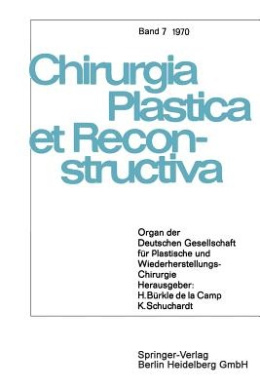 Band 7 1970
Chirurgia
Plastica
et Recon-
structiva
Organ der
Deutschen Gesellschaft
für Plastische und
Wiederherstellungs-
Chirurgie
Herausgeber:
H.Bürkle de la Camp
K.Schuchardt
Springer-Verlag
Berlin Heidelberg GmbH